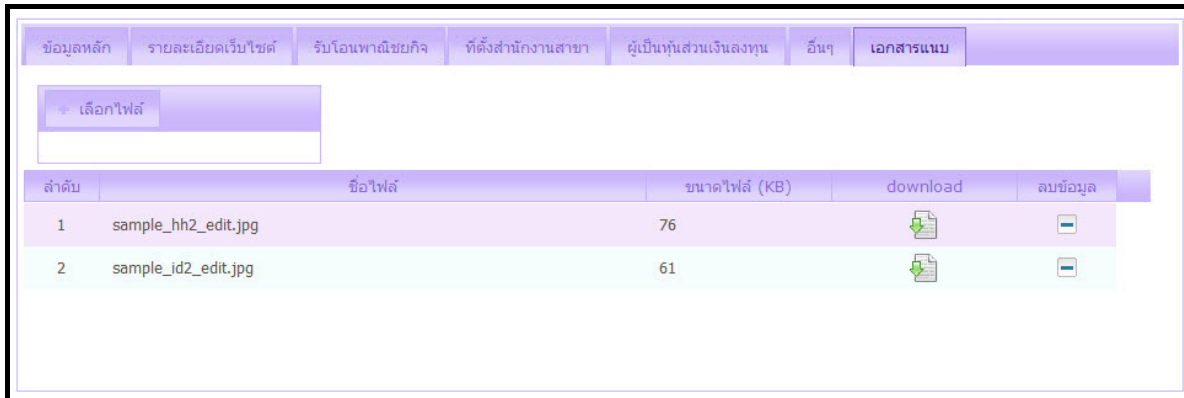 ข้อมูลหลัก รายละเอียดเว็บไซต์ รับโอนพาณิชยกิจ ที่ตั้งสำนักงานสาขา ผู้เป็นหุ้นส่วนเงินลงทุน อื่นๆ เอกสารแนบ
+ เลือกไฟล์
ลำดับ ชื่อไฟล์ ขนาดไฟล์ (KB) download ลบข้อมูล
1 sample_hh2_edit.jpg 76
2 sample_id2_edit.jpg 61